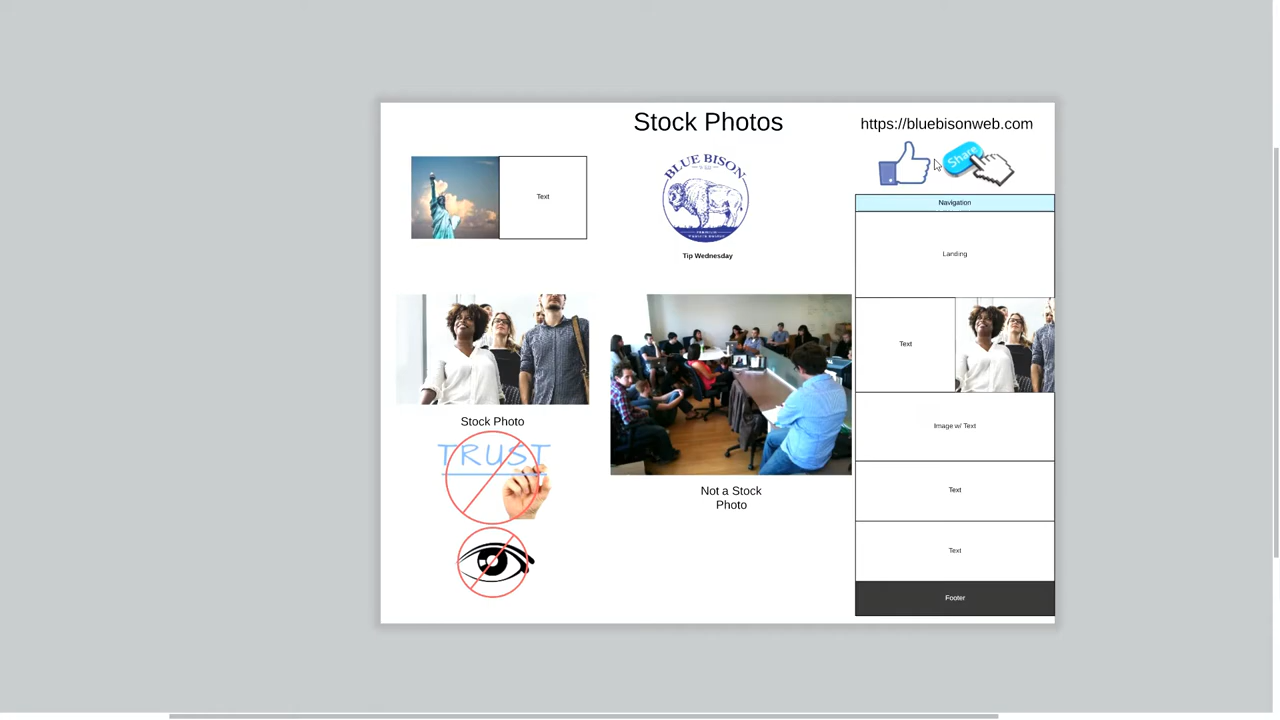 Stock Photos
https://bluebisonweb.com
Text
BLUE BISON
Tip Wednesday
Share
Navigation
Landing
Text
Image w/ Text
Text
Text
Footer
Stock Photo
TRUST
Not a Stock
Photo